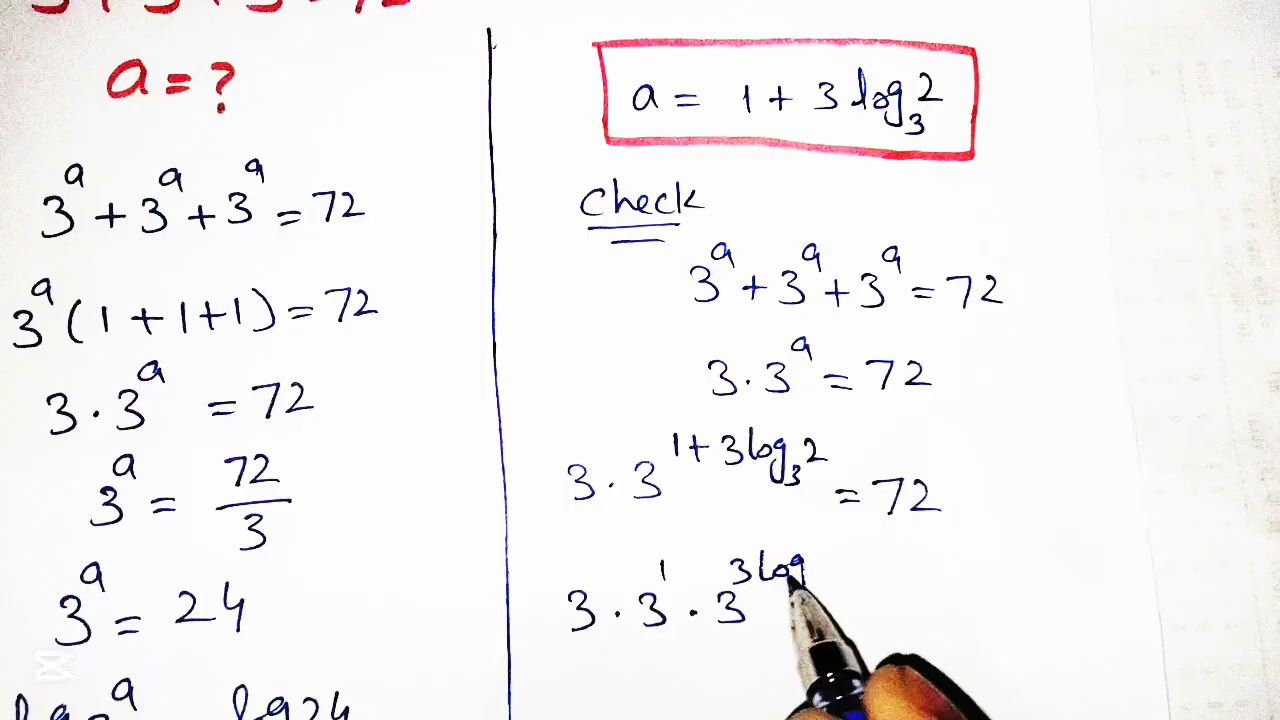 a = ?
3^a + 3^a + 3^a = 72
3^a (1 + 1 + 1) = 72
3 · 3^a = 72
3^a = 72/3
3^a = 24
a = 1 + 3 log_3 2
Check
3^a + 3^a + 3^a = 72
3 · 3^a = 72
3 · 3^(1 + 3 log_3 2) = 72
3 · 3^1 · 3^(3 log